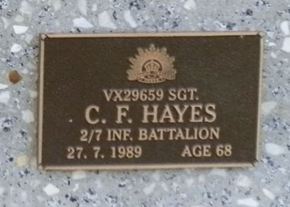 VX29659 SGT.
C. F. HAYES
2/7 INF. BATTALION
27. 7. 1989 AGE 68